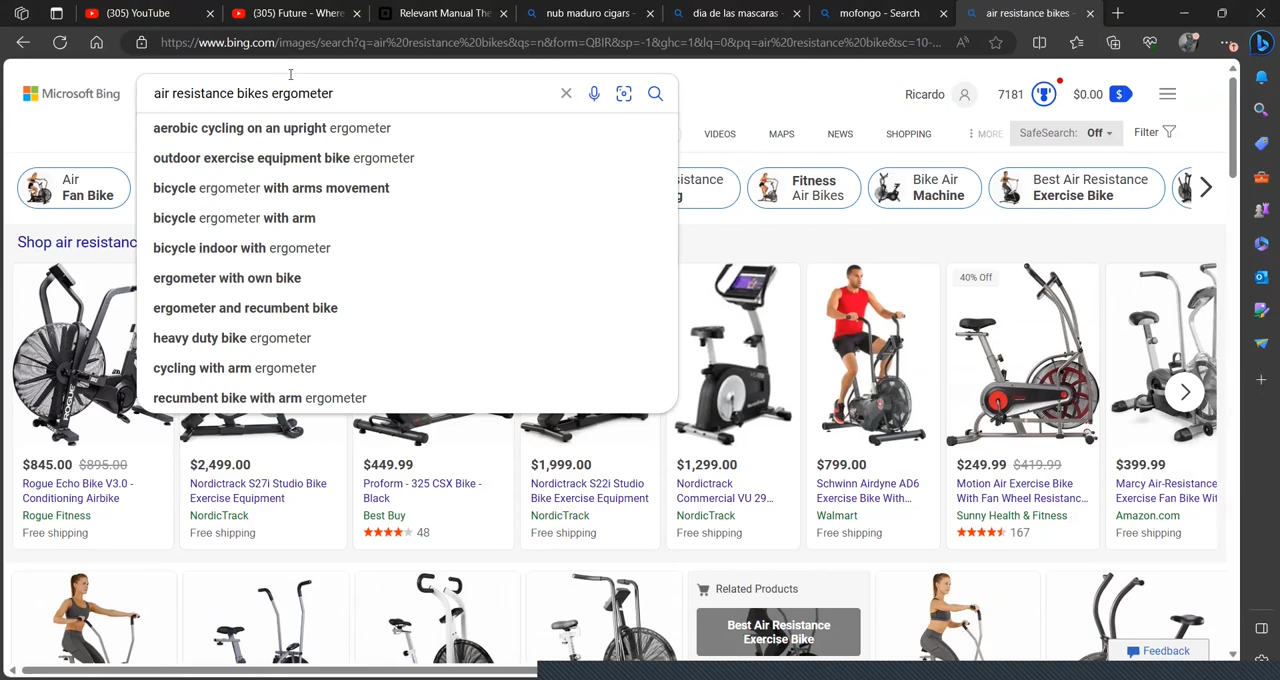 (305) YouTube
(305) Future - Where
Relevant Manual The
nub maduro cigars -
dia de las mascaras -
mofongo - Search
air resistance bikes -
https://www.bing.com/images/search?q=air%20resistance%20bikes&qs=n&form=QBIR&sp=-1&ghc=1&lq=0&pq=air%20resistance%20bike&sc=10-...
Microsoft Bing
air resistance bikes ergometer
Ricardo
7181
$0.00
$
aerobic cycling on an upright ergometer
outdoor exercise equipment bike ergometer
bicycle ergometer with arms movement
bicycle ergometer with arm
bicycle indoor with ergometer
ergometer with own bike
ergometer and recumbent bike
heavy duty bike ergometer
cycling with arm ergometer
recumbent bike with arm ergometer
VIDEOS
MAPS
NEWS
SHOPPING
MORE
SafeSearch: Off
Filter
Air
Fan Bike
Fitness
Air Bikes
Bike Air
Machine
Best Air Resistance
Exercise Bike
Shop air resistanc
40% Off
ROGUE
$845.00 $895.00
Rogue Echo Bike V3.0 -
Conditioning Airbike
Rogue Fitness
Free shipping
$2,499.00
Nordictrack S27i Studio Bike
Exercise Equipment
NordicTrack
Free shipping
$449.99
Proform - 325 CSX Bike -
Black
Best Buy
48
$1,999.00
Nordictrack S22i Studio
Bike Exercise Equipment
NordicTrack
Free shipping
$1,299.00
Nordictrack
Commercial VU 29...
NordicTrack
Free shipping
$799.00
Schwinn Airdyne AD6
Exercise Bike With...
Walmart
Free shipping
$249.99 $419.99
Motion Air Exercise Bike
With Fan Wheel Resistanc...
Sunny Health & Fitness
167
$399.99
Marcy Air-Resistance
Exercise Fan Bike Wit
Amazon.com
Free shipping
Related Products
Best Air Resistance
Exercise Bike
Feedback